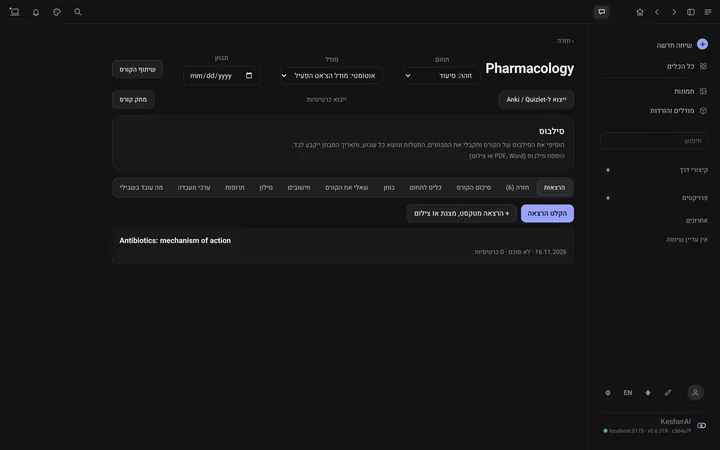 ‹ חזרה
Pharmacology
תחום
זוהה: סיעוד
מודל
אוטומטי: מודל הצ'אט הפעיל
מבחן
mm/dd/yyyy
שיתוף הקורס
ייצוא ל-Anki / Quizlet
ייבוא כרטיסיות
מחק קורס
סילבוס
הוסיפי את הסילבוס של הקורס ותקבלי את המבחנים, המטלות ונושא כל שבוע, ותאריך המבחן ייקבע לבד.
הוספת סילבוס (PDF, Word או צילום)
הרצאות
חזרה (6)
סיכום הקורס
שאלי את הקורס
כלים לתחום
בוחן
חישובים
מילון
תרופות
ערכי מעבדה
מה עובד בשבילי
הקלט הרצאה
+ הרצאה מטקסט, מצגת או צילום
Antibiotics: mechanism of action
16.11.2026 · לא סוכם · 0 כרטיסיות
שיחה חדשה
כל הכלים
תמונות
מודלים והורדות
חיפוש
קיצורי דרך
פרויקטים
אחרונים
אין עדיין שיחות.
EN
KesherAI
localhost:5173 · v0.6.319 · c9d4a7f